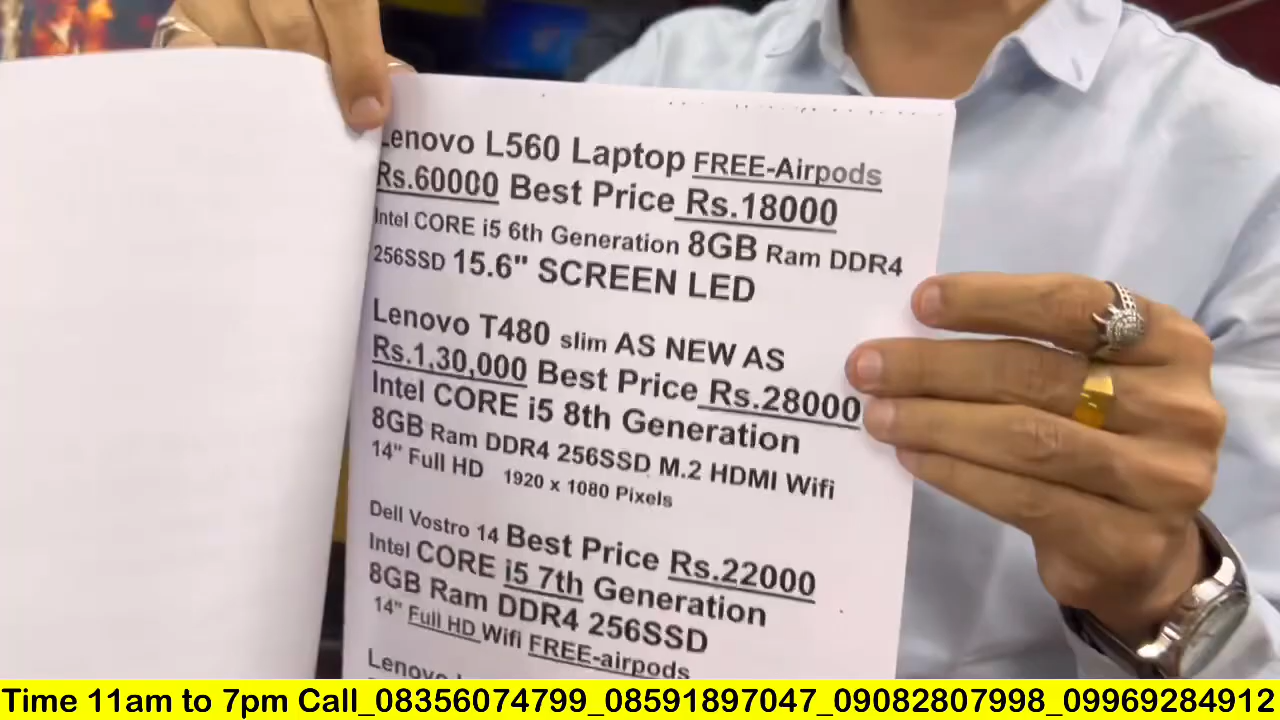 Lenovo L560 Laptop FREE-Airpods
Rs.60000 Best Price Rs.18000
Intel CORE i5 6th Generation 8GB Ram DDR4
256SSD 15.6" SCREEN LED
Lenovo T480 slim AS NEW AS
Rs.1,30,000 Best Price Rs.28000
Intel CORE i5 8th Generation
8GB Ram DDR4 256SSD M.2 HDMI Wifi
14" Full HD 1920 x 1080 Pixels
Dell Vostro 14 Best Price Rs.22000
Intel CORE i5 7th Generation
8GB Ram DDR4 256SSD
14" Full HD Wifi FREE-airpods
Lenovo
Time 11am to 7pm Call_08356074799_08591897047_09082807998_09969284912